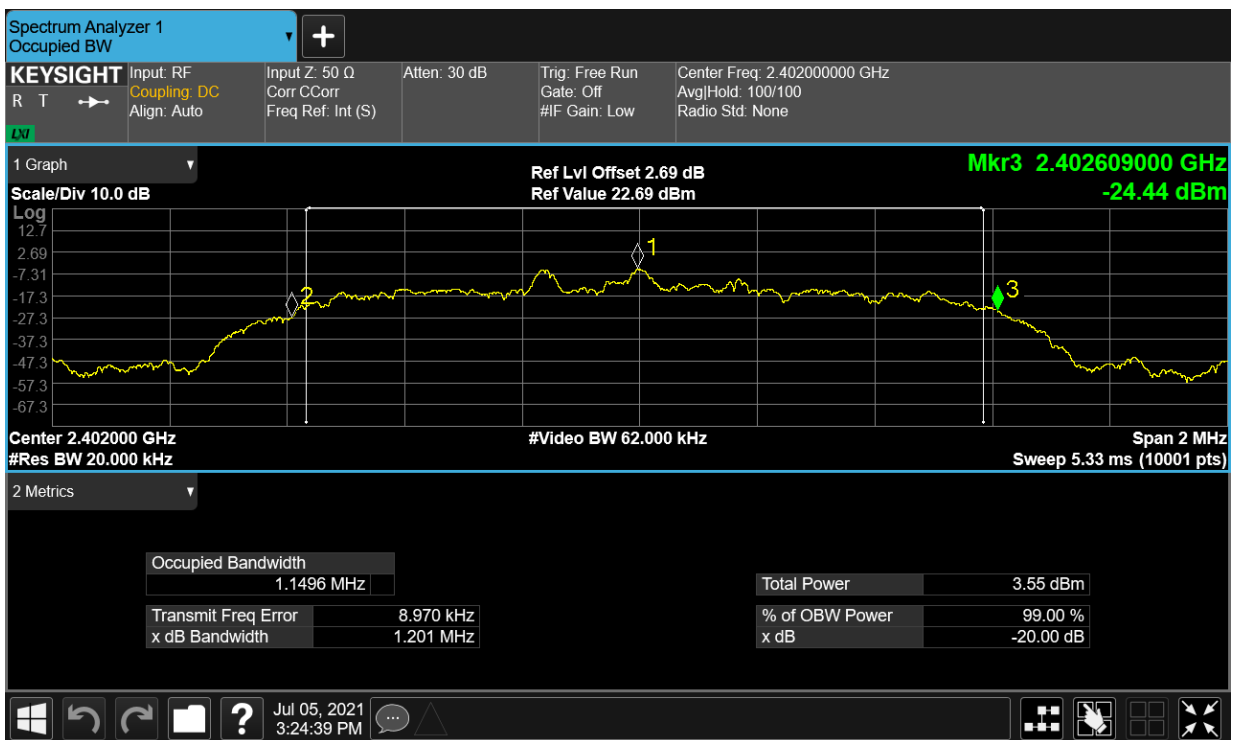 Spectrum Analyzer 1
Occupied BW
▼
+
KEYSIGHT
R T
LXI
Input: RF
Coupling: DC
Align: Auto
Input Z: 50 Ω
Corr CCorr
Freq Ref: Int (S)
Atten: 30 dB
Trig: Free Run
Gate: Off
#IF Gain: Low
Center Freq: 2.402000000 GHz
Avg|Hold: 100/100
Radio Std: None
1 Graph ▼
Scale/Div 10.0 dB
Ref Lvl Offset 2.69 dB
Ref Value 22.69 dBm
Mkr3 2.402609000 GHz
-24.44 dBm
Log
12.7
2.69
-7.31
-17.3
-27.3
-37.3
-47.3
-57.3
-67.3
1
2
3
Center 2.402000 GHz
#Res BW 20.000 kHz
#Video BW 62.000 kHz
Span 2 MHz
Sweep 5.33 ms (10001 pts)
2 Metrics ▼
Occupied Bandwidth
1.1496 MHz
Transmit Freq Error 8.970 kHz
x dB Bandwidth 1.201 MHz
Total Power 3.55 dBm
% of OBW Power 99.00 %
x dB -20.00 dB
?
Jul 05, 2021
3:24:39 PM